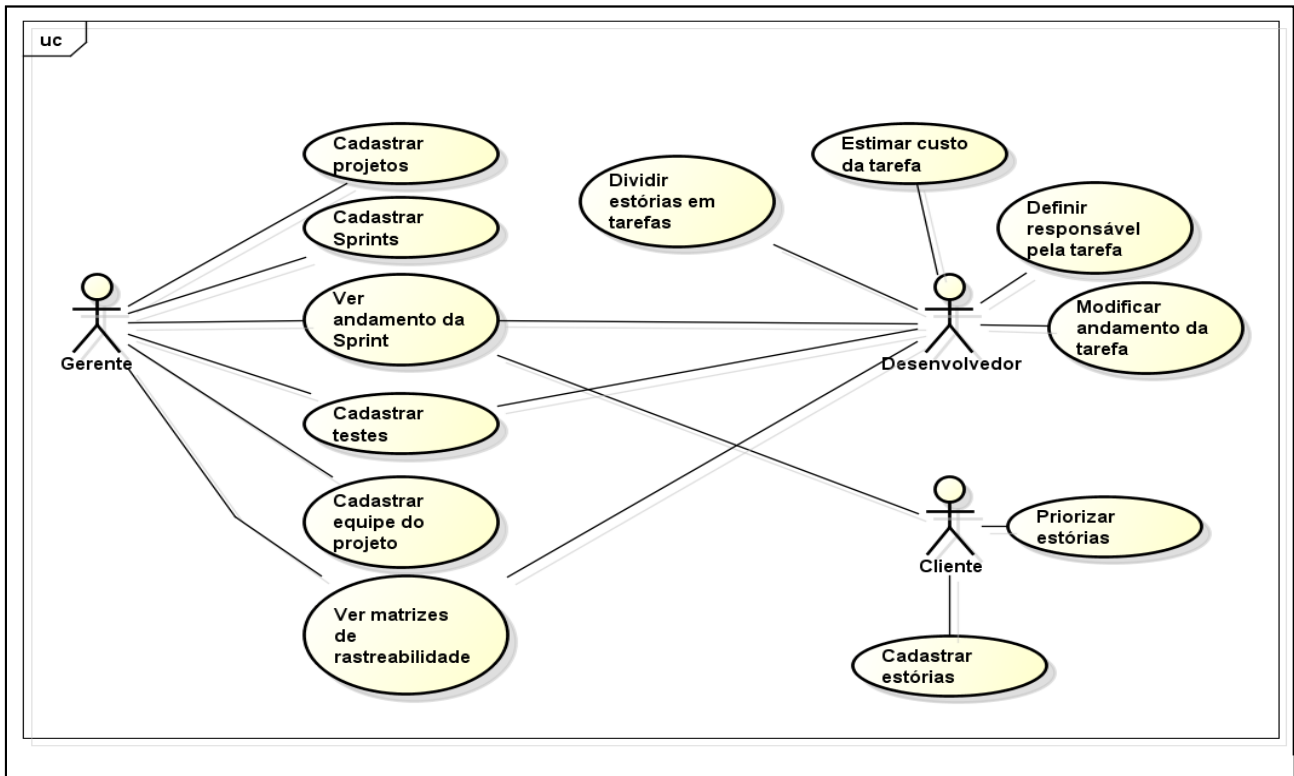 uc
Cadastrar
projetos
Cadastrar
Sprints
Ver
andamento da
Sprint
Cadastrar
testes
Cadastrar
equipe do
projeto
Ver matrizes
de
rastreabilidade
Gerente
Dividir
estórias em
tarefas
Estimar custo
da tarefa
Definir
responsável
pela tarefa
Modificar
andamento da
tarefa
Desenvolvedor
Priorizar
estórias
Cliente
Cadastrar
estórias